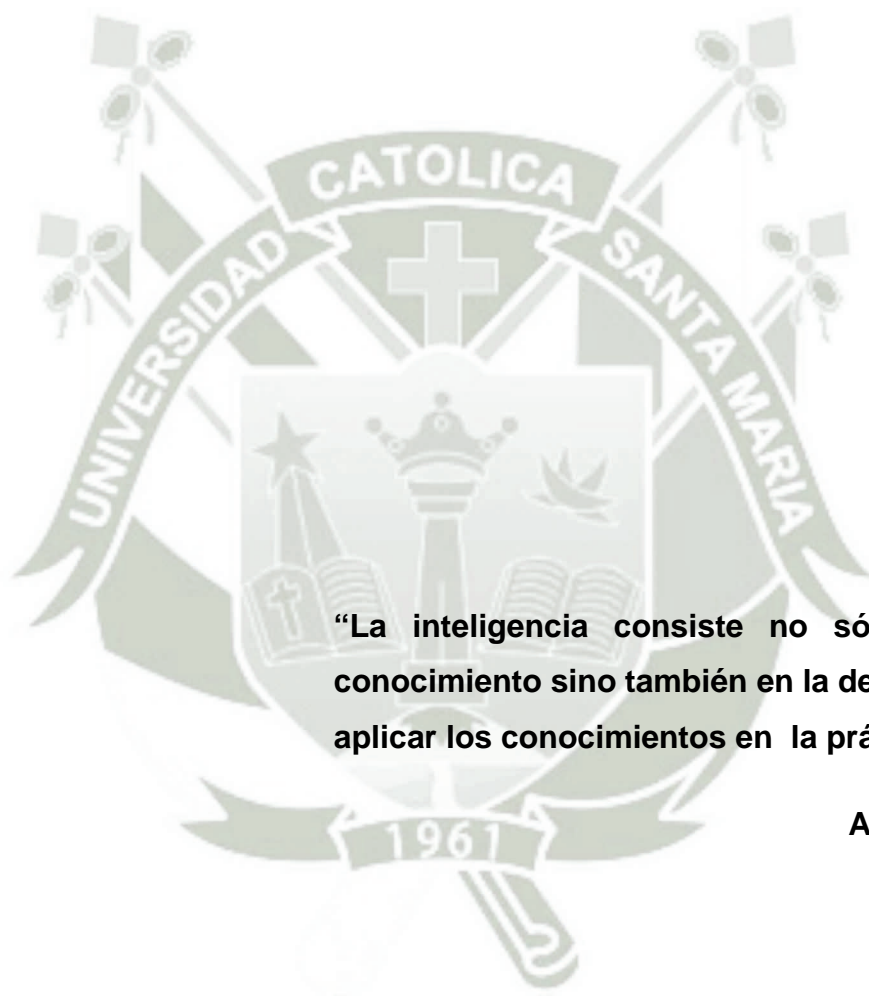 UNIVERSIDAD CATOLICA SANTA MARIA
“La inteligencia consiste no só
conocimiento sino también en la de
aplicar los conocimientos en la prá
A
1961